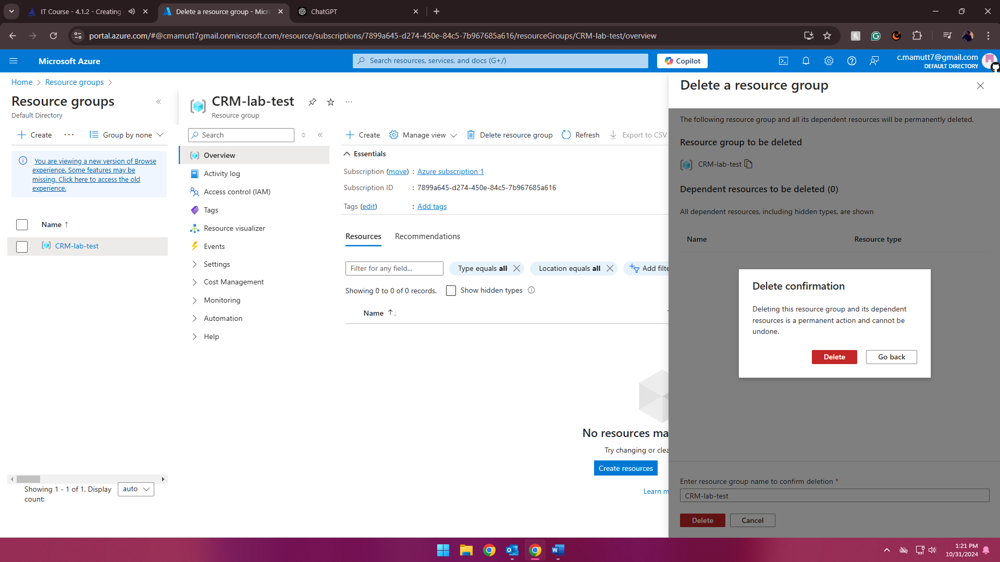 IT Course - 4.1.2 - Creating
Delete a resource group - Micro
ChatGPT
portal.azure.com/#@cmamutt7gmail.onmicrosoft.com/resource/subscriptions/7899a645-d274-450e-84c5-7b967685a616/resourceGroups/CRM-lab-test/overview
Microsoft Azure
Search resources, services, and docs (G+/)
Copilot
c.mamutt7@gmail.com
DEFAULT DIRECTORY
Home > Resource groups >
Resource groups
Default Directory
Create
Group by none
You are viewing a new version of Browse
experience. Some features may be
missing. Click here to access the old
experience.
Name ↑
CRM-lab-test
Showing 1 - 1 of 1. Display
count:
auto
CRM-lab-test
Resource group
Search
Overview
Activity log
Access control (IAM)
Tags
Resource visualizer
Events
Settings
Cost Management
Monitoring
Automation
Help
Create
Manage view
Delete resource group
Refresh
Export to CSV
Essentials
Subscription (move) : Azure subscription 1
Subscription ID : 7899a645-d274-450e-84c5-7b967685a616
Tags (edit) : Add tags
Resources
Recommendations
Filter for any field...
Type equals all
Location equals all
Add filte
Showing 0 to 0 of 0 records.
Show hidden types
Name ↑↓
No resources ma
Try changing or clea
Create resources
Learn m
Delete a resource group
The following resource group and all its dependent resources will be permanently deleted.
Resource group to be deleted
CRM-lab-test
Dependent resources to be deleted (0)
All dependent resources, including hidden types, are shown
Name
Resource type
Delete confirmation
Deleting this resource group and its dependent
resources is a permanent action and cannot be
undone.
Delete
Go back
Enter resource group name to confirm deletion *
CRM-lab-test
Delete
Cancel
1:21 PM
10/31/2024